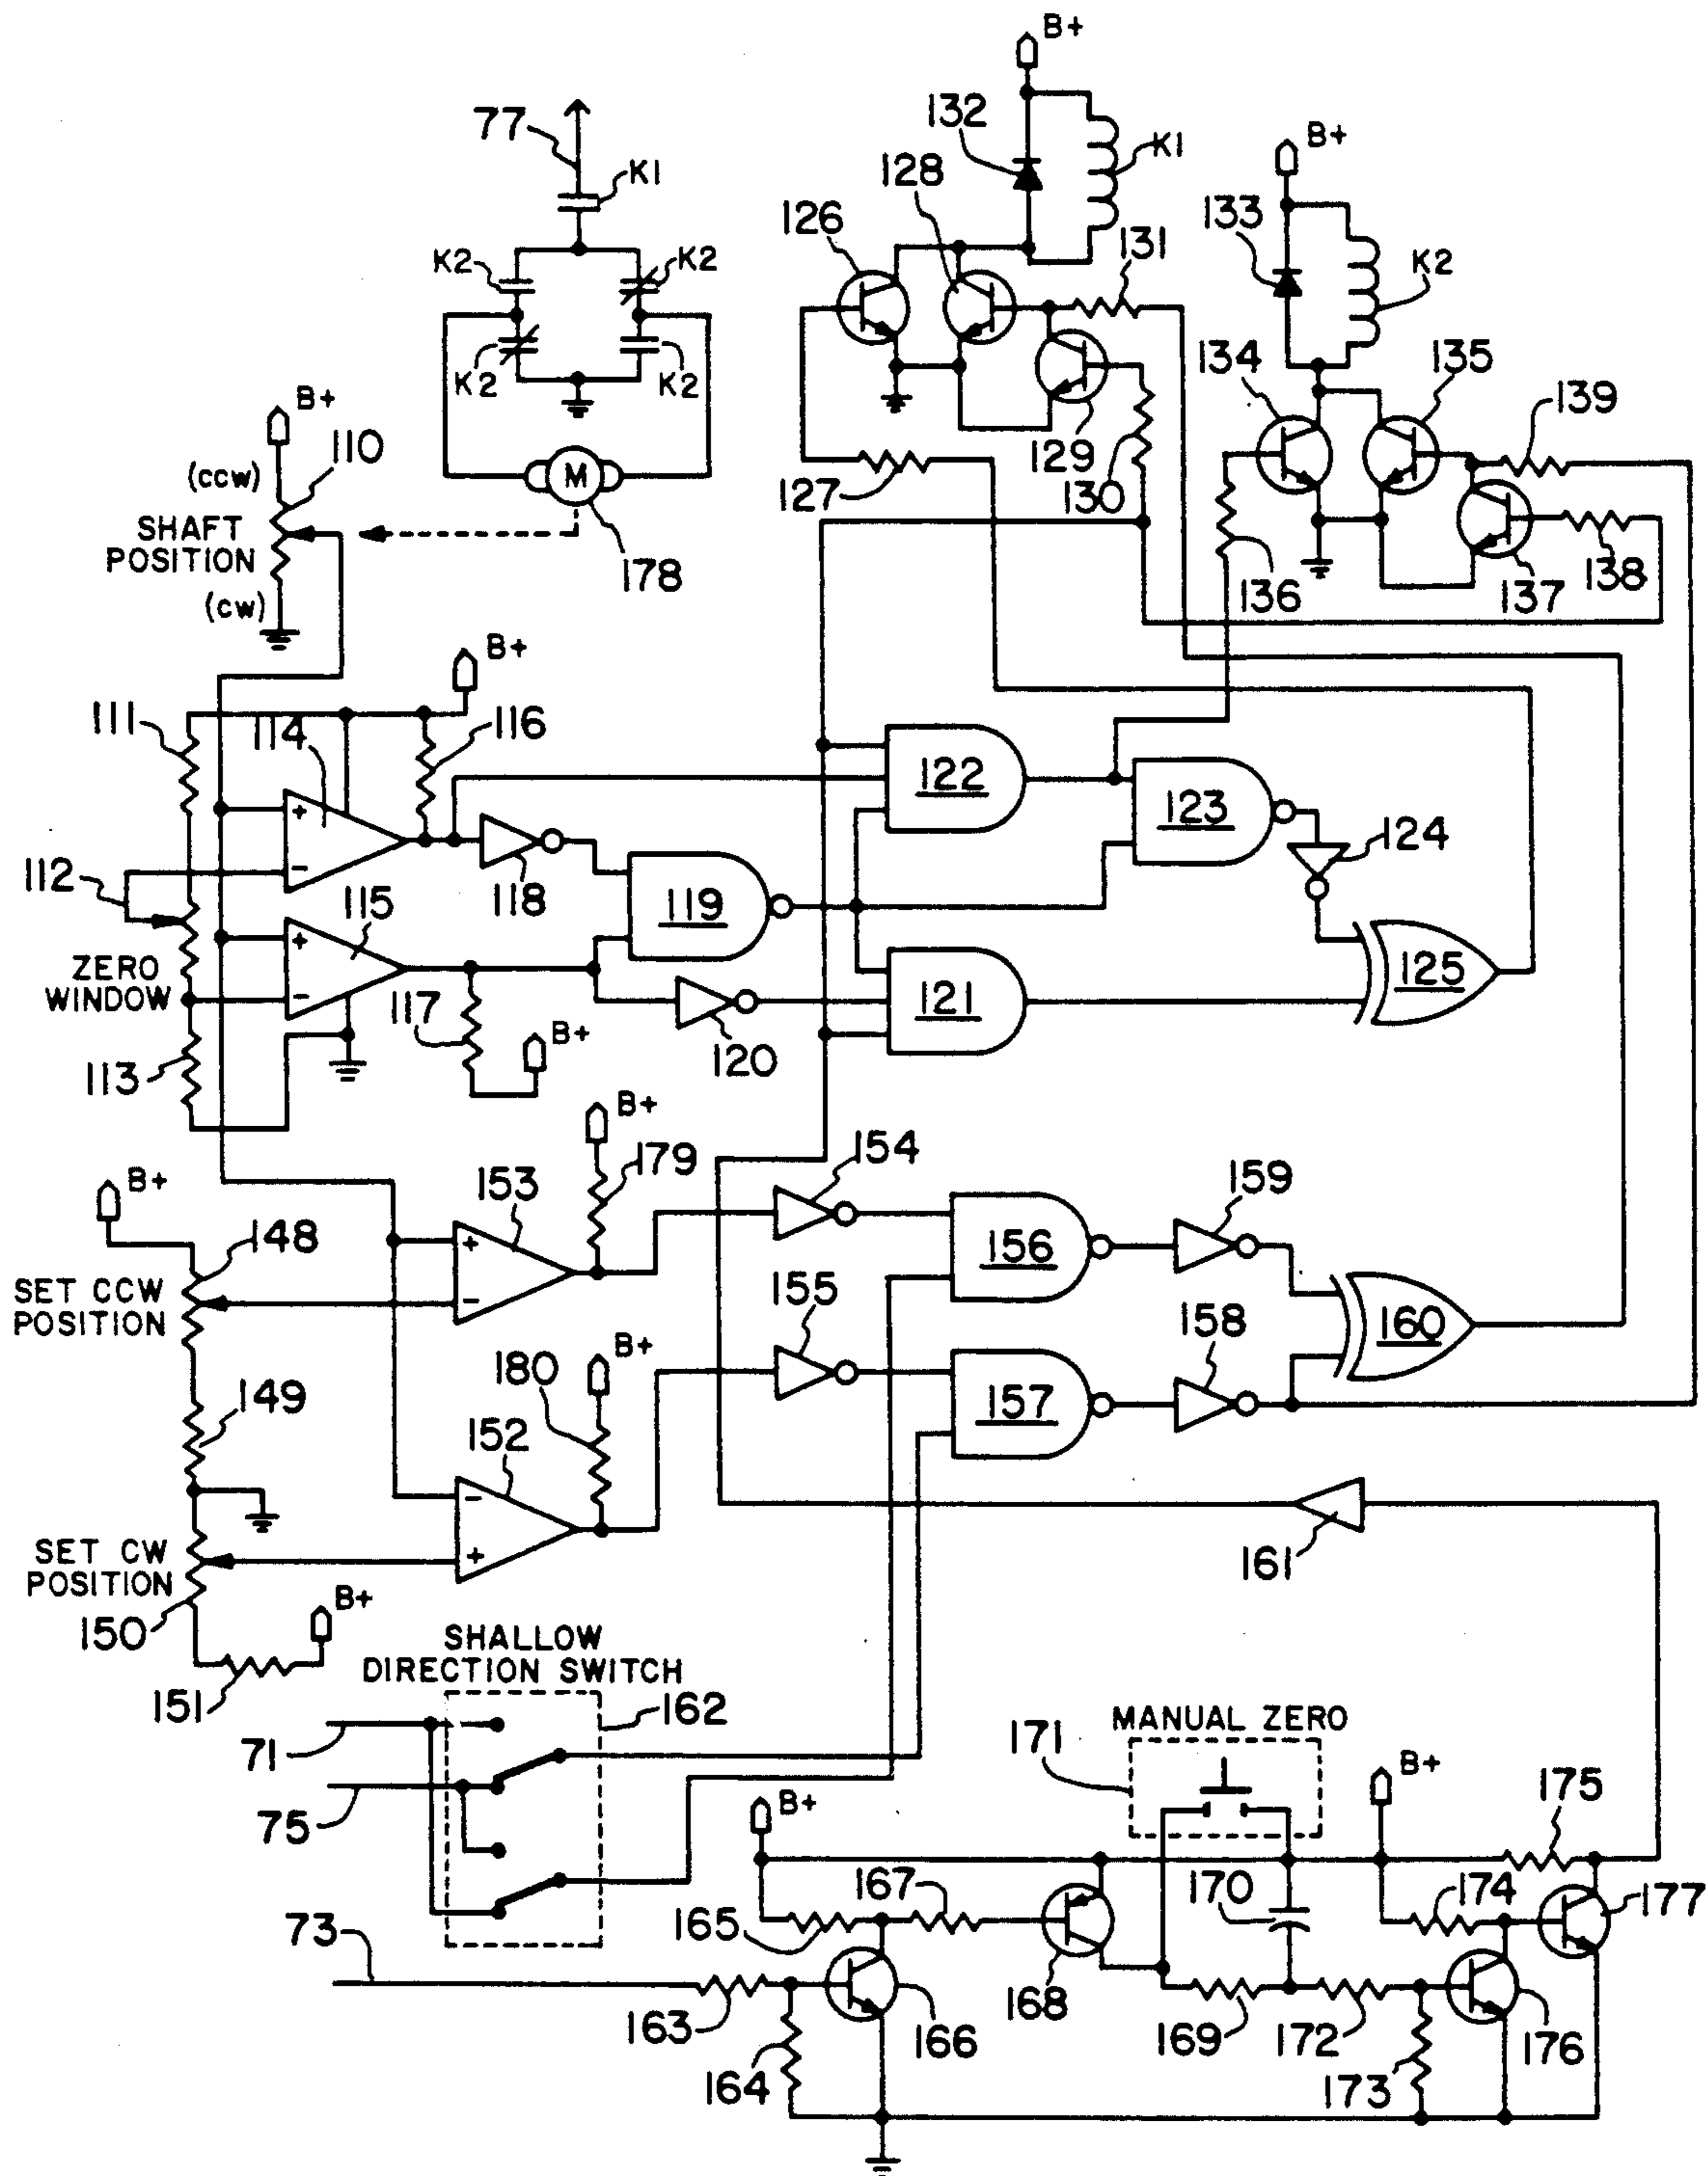 B+
77
K1
132
K1
B+
128
133
126
131
K2
K2
K2
K2
K2
134
135
139
B+
(CCW)
110
SHAFT
POSITION
(CW)
M
178
127
129
130
136
137
138
B+
111
114
116
122
123
124
112
118
119
115
ZERO
WINDOW
125
121
117
B+
113
120
B+
179
154
B+
153
159
148
SET CCW
POSITION
156
155
160
B+
158
180
149
157
152
SET CW
POSITION
161
B+
150
SHALLOW
DIRECTION SWITCH
151
162
MANUAL ZERO
71
171
B+
175
75
B+
167
170
174
177
73
165
163
168
169
172
166
176
164
173
+
-
+
-
+
-
-
+